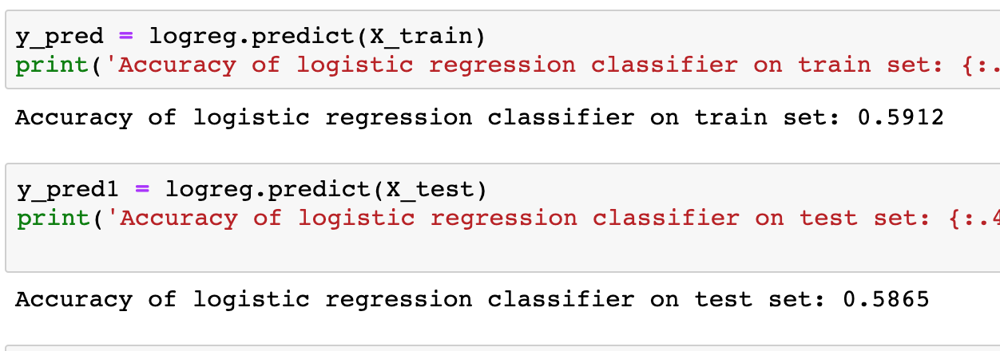 y_pred = logreg.predict(X_train)
print('Accuracy of logistic regression classifier on train set: {:.
Accuracy of logistic regression classifier on train set: 0.5912
y_pred1 = logreg.predict(X_test)
print('Accuracy of logistic regression classifier on test set: {:.4
Accuracy of logistic regression classifier on test set: 0.5865